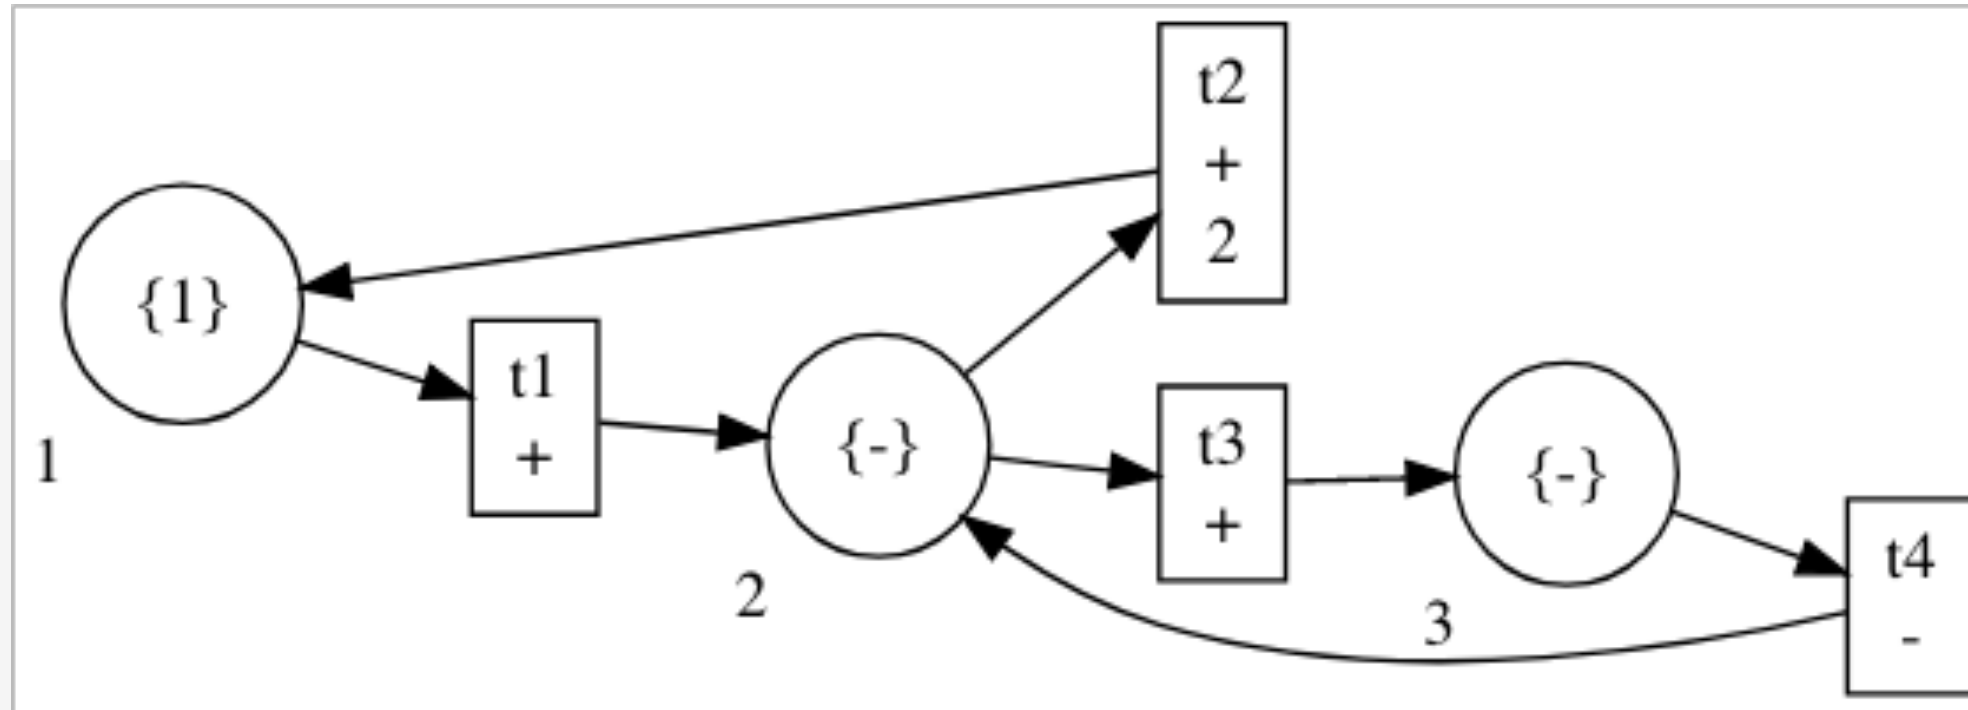 t2
+
2
{1}
t1
+
{-}
t3
+
{-}
1
2
3
t4
-